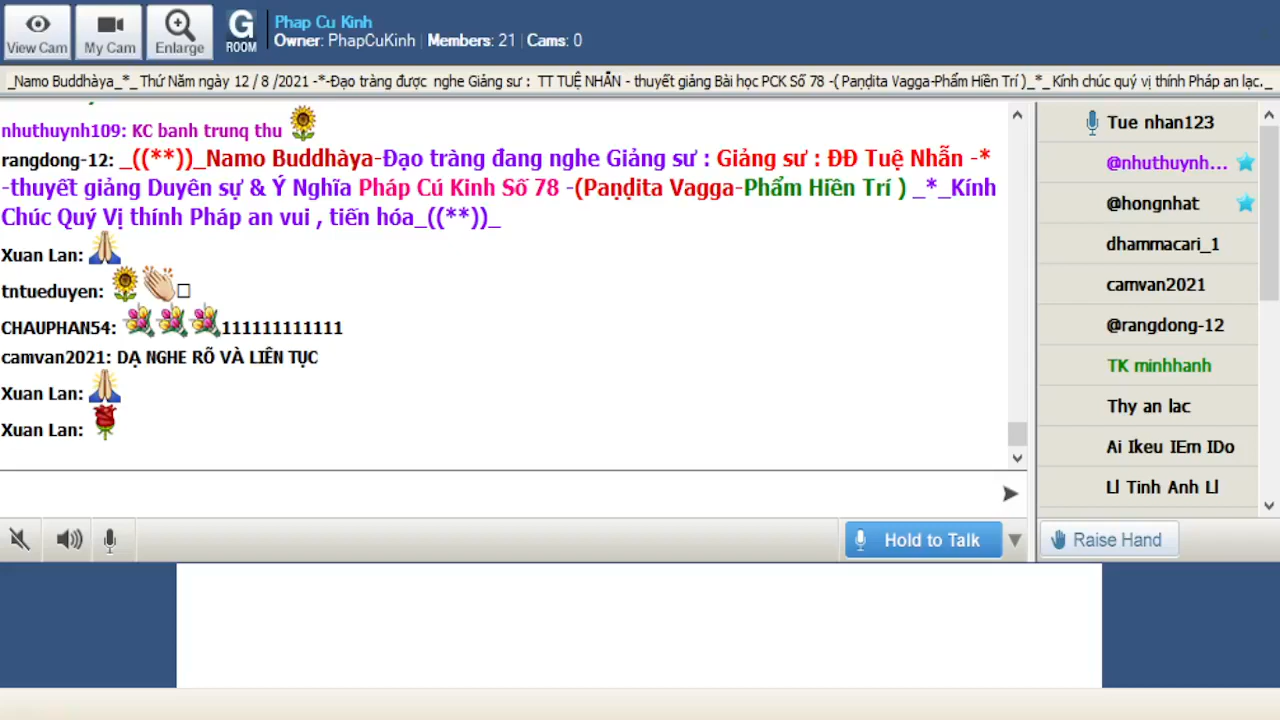 View Cam
My Cam
Enlarge
G
ROOM
Phap Cu Kinh
Owner: PhapCuKinh Members: 21 Cams: 0
_Namo Buddhàya_*_ Thứ Năm ngày 12 / 8 /2021 -*-Đạo tràng được nghe Giảng sư : TT TUỆ NHẪN - thuyết giảng Bài học PCK Số 78 -( Paṇḍita Vagga-Phẩm Hiền Trí )_*_ Kính chúc quý vị thính Pháp an lạc._
nhuthuynh109: KC banh trunq thu
rangdong-12: _((**))_Namo Buddhàya-Đạo tràng đang nghe Giảng sư : Giảng sư : ĐĐ Tuệ Nhẫn -*
-thuyết giảng Duyên sự & Ý Nghĩa Pháp Cú Kinh Số 78 -(Paṇḍita Vagga-Phẩm Hiền Trí ) _*_Kính
Chúc Quý Vị thính Pháp an vui , tiến hóa_((**))_
Xuan Lan:
tntueduyen:
CHAUPHAN54: 111111111111
camvan2021: DẠ NGHE RÕ VÀ LIÊN TỤC
Xuan Lan:
Xuan Lan:
Hold to Talk
Tue nhan123
@nhuthuynh...
@hongnhat
dhammacari_1
camvan2021
@rangdong-12
TK minhhanh
Thy an lac
Ai Ikeu IEm IDo
Ll Tinh Anh Ll
Raise Hand